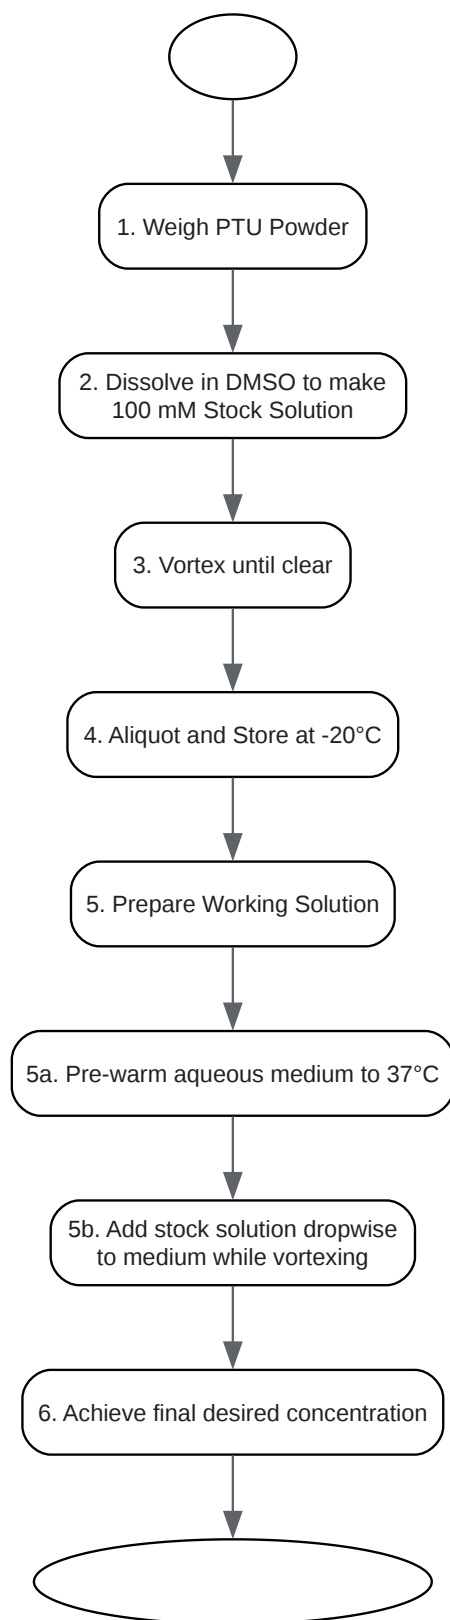 1. Weigh PTU Powder
2. Dissolve in DMSO to make
100 mM Stock Solution
3. Vortex until clear
4. Aliquot and Store at -20°C
5. Prepare Working Solution
5a. Pre-warm aqueous medium to 37°C
5b. Add stock solution dropwise
to medium while vortexing
6. Achieve final desired concentration